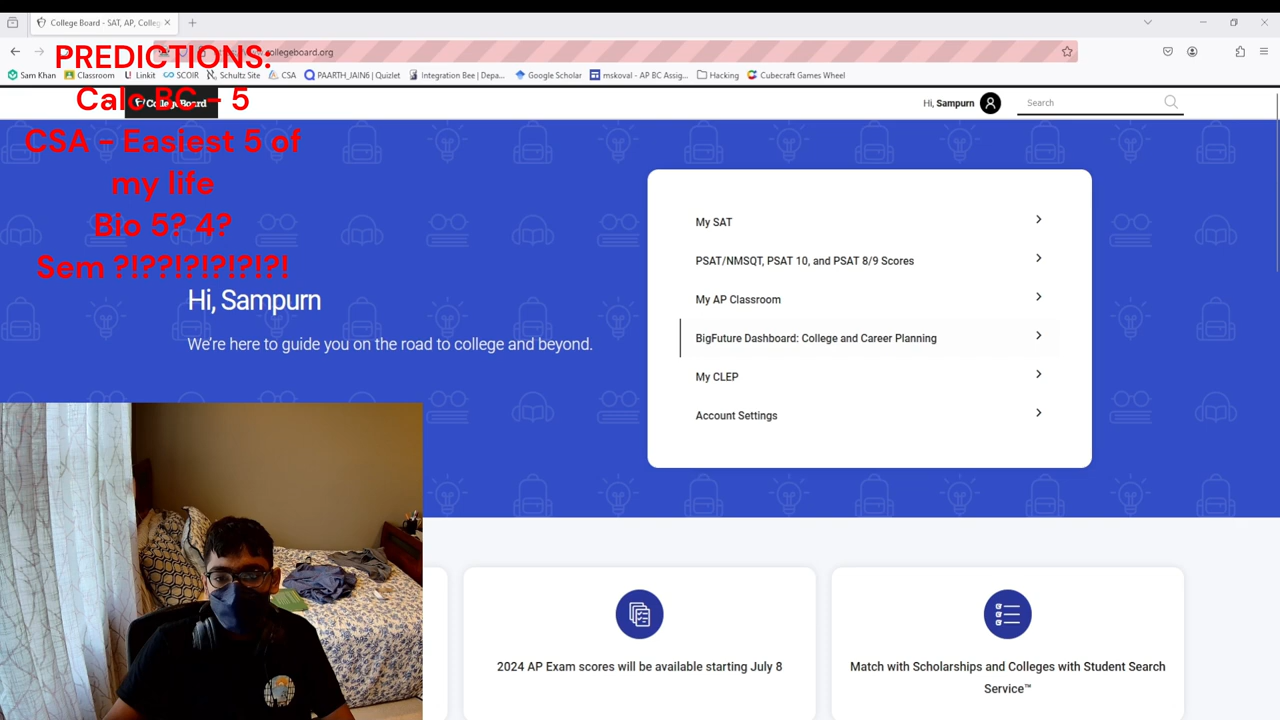 College Board - SAT, AP, Colleg
PREDICTIONS:
collegeboard.org
Sam Khan
Classroom
Linkit
SCOIR
Schultz Site
CSA
PAARTH_JAIN6 | Quizlet
Integration Bee | Depa...
Google Scholar
mskoval - AP BC Assig...
Hacking
Cubecraft Games Wheel
Calc BC - 5
CollegeBoard
Hi, Sampurn
Search
CSA - Easiest 5 of
my life
Bio 5? 4?
Sem ?!??!?!?!?!?!
Hi, Sampurn
We're here to guide you on the road to college and beyond.
My SAT
PSAT/NMSQT, PSAT 10, and PSAT 8/9 Scores
My AP Classroom
BigFuture Dashboard: College and Career Planning
My CLEP
Account Settings
2024 AP Exam scores will be available starting July 8
Match with Scholarships and Colleges with Student Search
Service™